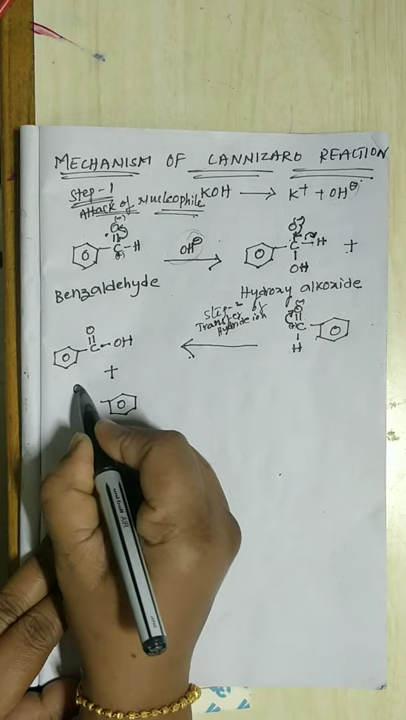 MECHANISM OF CANNIZARO REACTION
Step-1
Attack of Nucleophile KOH → K+ + OH⊖
O
C - H
OH⊖ →
O
C - H
OH
+
Benzaldehyde
Hydroxy alkoxide
Step-2
Transfer of
Hydride ion
←
O
C
H
O
C - OH
+